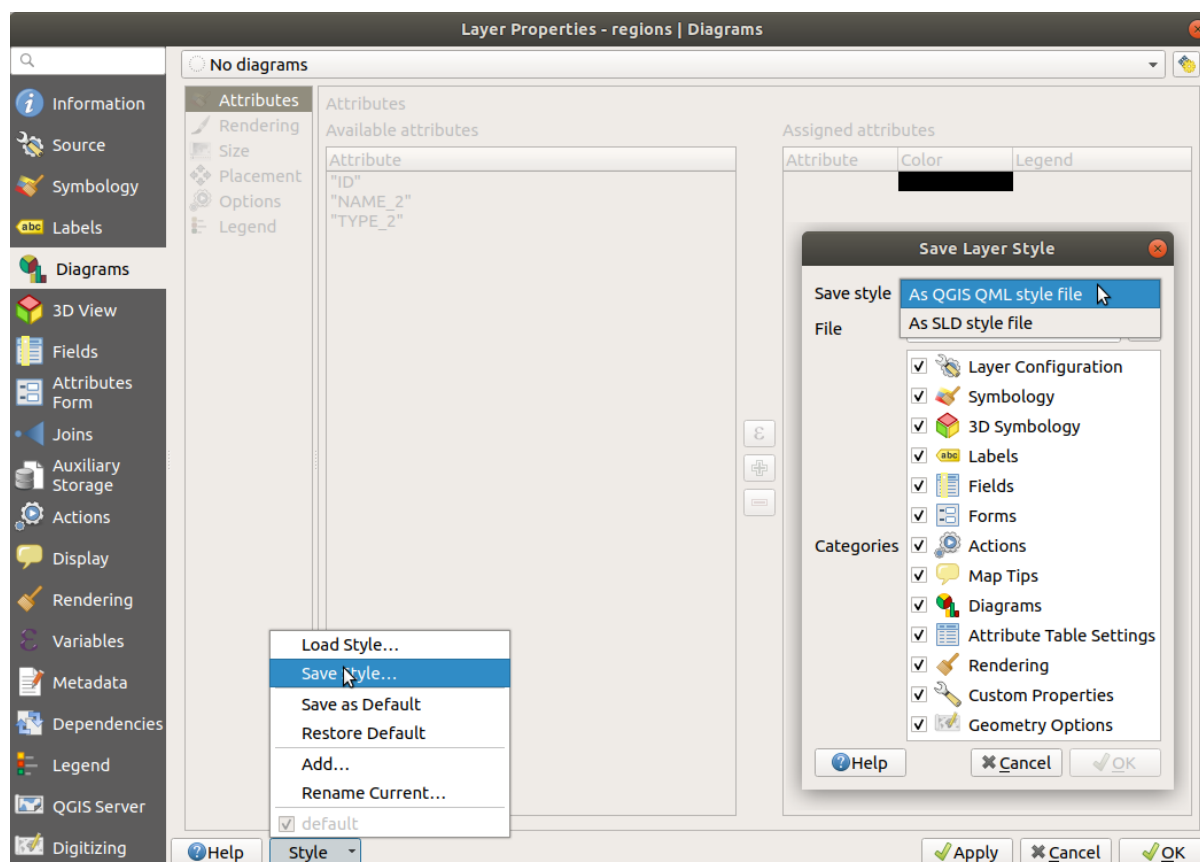 Layer Properties - regions | Diagrams
No diagrams
Information
Source
Symbology
abc Labels
Diagrams
3D View
Fields
Attributes
Form
Joins
Auxiliary
Storage
Actions
Display
Rendering
Variables
Metadata
Dependencies
Legend
QGIS Server
Digitizing
Attributes
Rendering
Size
Placement
Options
Legend
Attributes
Available attributes
Attribute
"ID"
"NAME_2"
"TYPE_2"
ε
Assigned attributes
Attribute Color Legend
Save Layer Style
Save style As QGIS QML style file
As SLD style file
File
Categories
Layer Configuration
Symbology
3D Symbology
abc Labels
Fields
Forms
Actions
Map Tips
Diagrams
Attribute Table Settings
Rendering
Custom Properties
Geometry Options
Help Cancel OK
Load Style...
Save Style...
Save as Default
Restore Default
Add...
Rename Current...
default
Help Style Apply Cancel OK